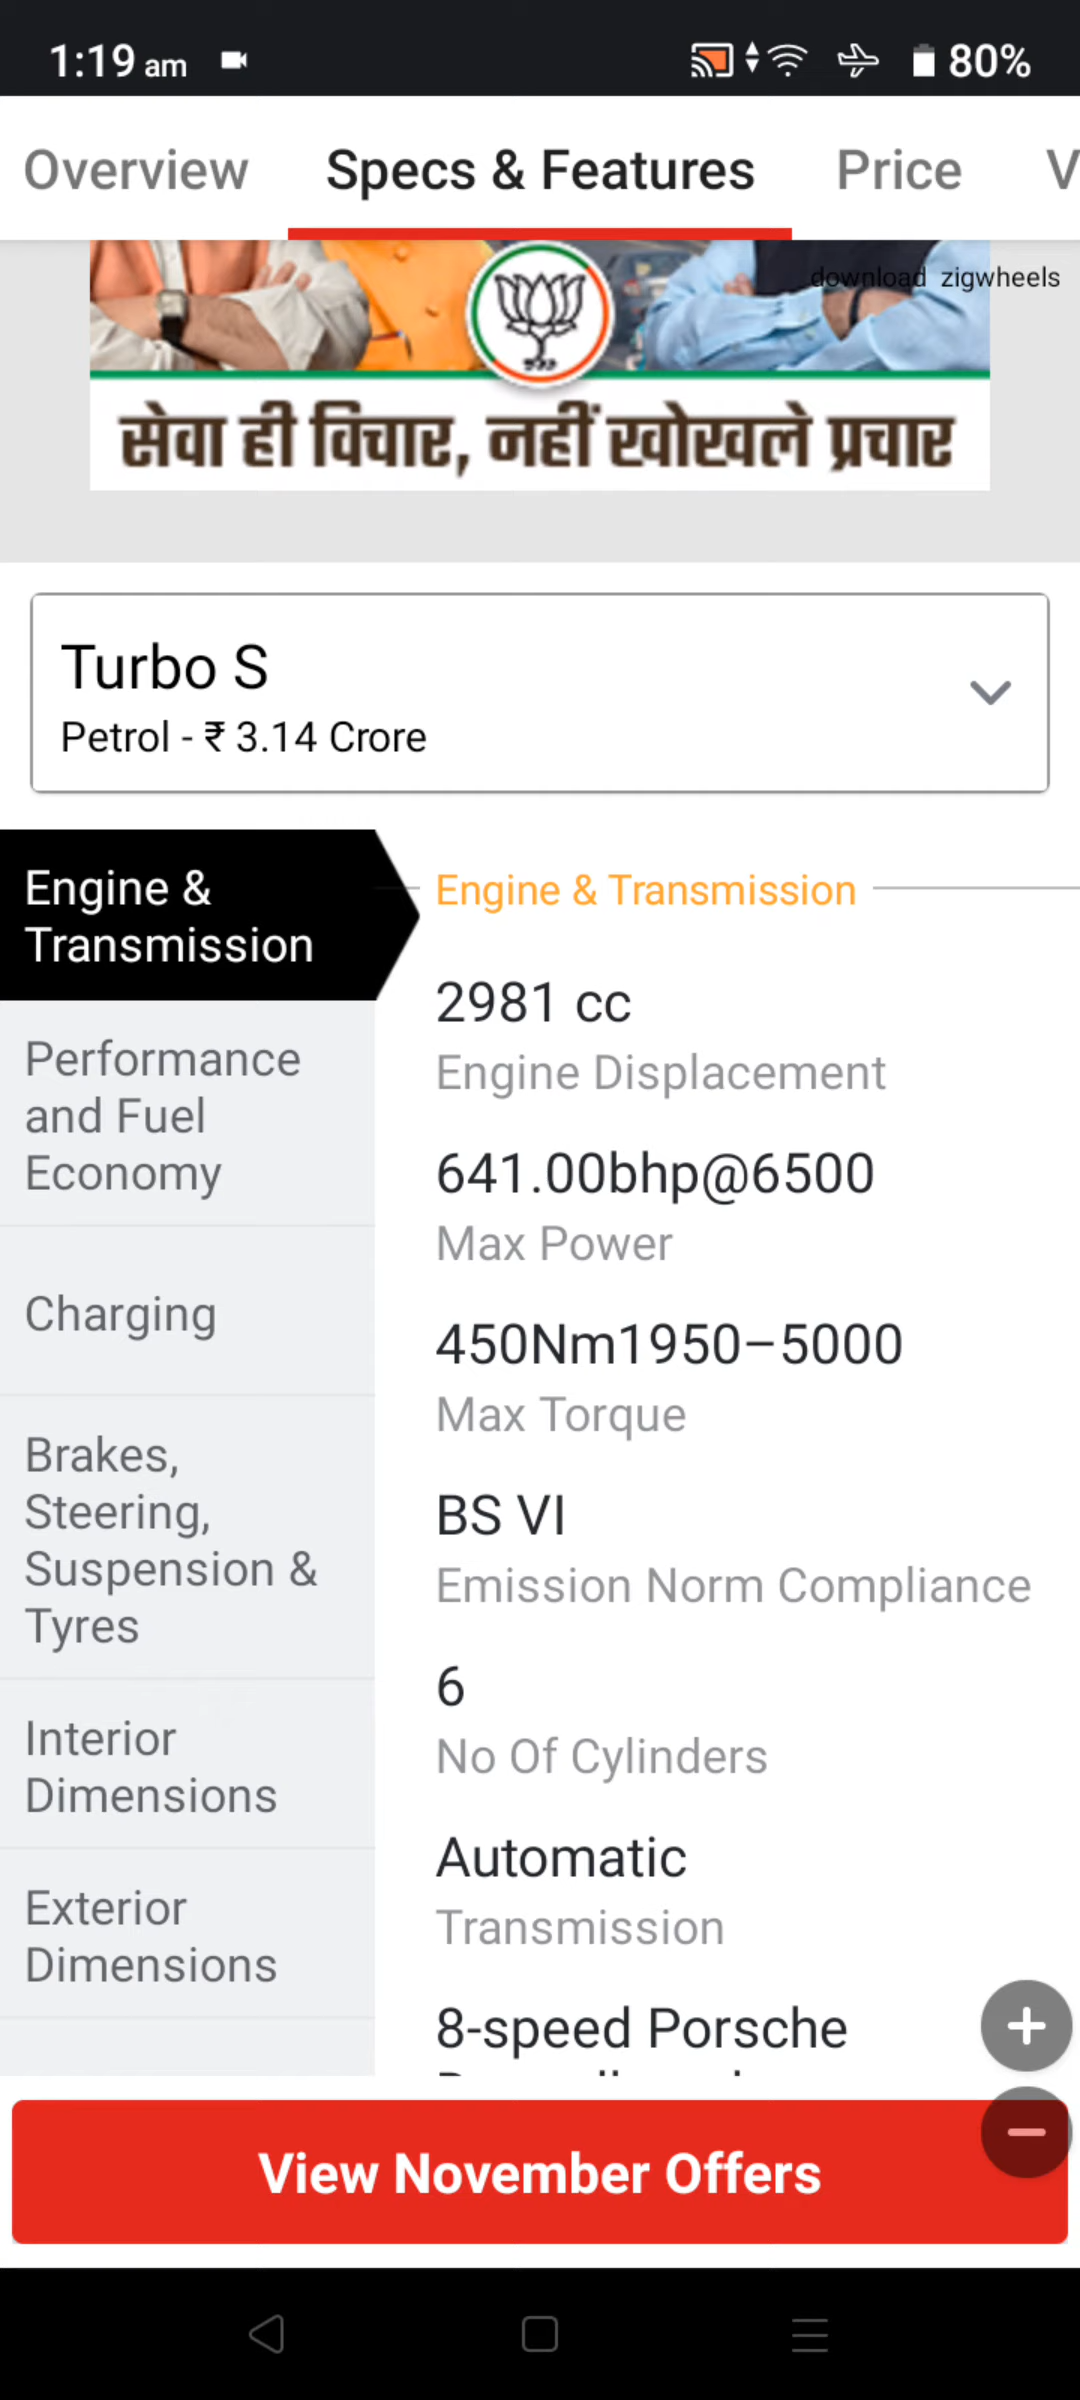 1:19 am
80%
Overview
Specs & Features
Price
V
download zigwheels
सेवा ही विचार, नहीं खोखले प्रचार
Turbo S
Petrol - ₹ 3.14 Crore
Engine &
Transmission
Performance
and Fuel
Economy
Charging
Brakes,
Steering,
Suspension &
Tyres
Interior
Dimensions
Exterior
Dimensions
Engine & Transmission
2981 cc
Engine Displacement
641.00bhp@6500
Max Power
450Nm1950–5000
Max Torque
BS VI
Emission Norm Compliance
6
No Of Cylinders
Automatic
Transmission
8-speed Porsche
View November Offers